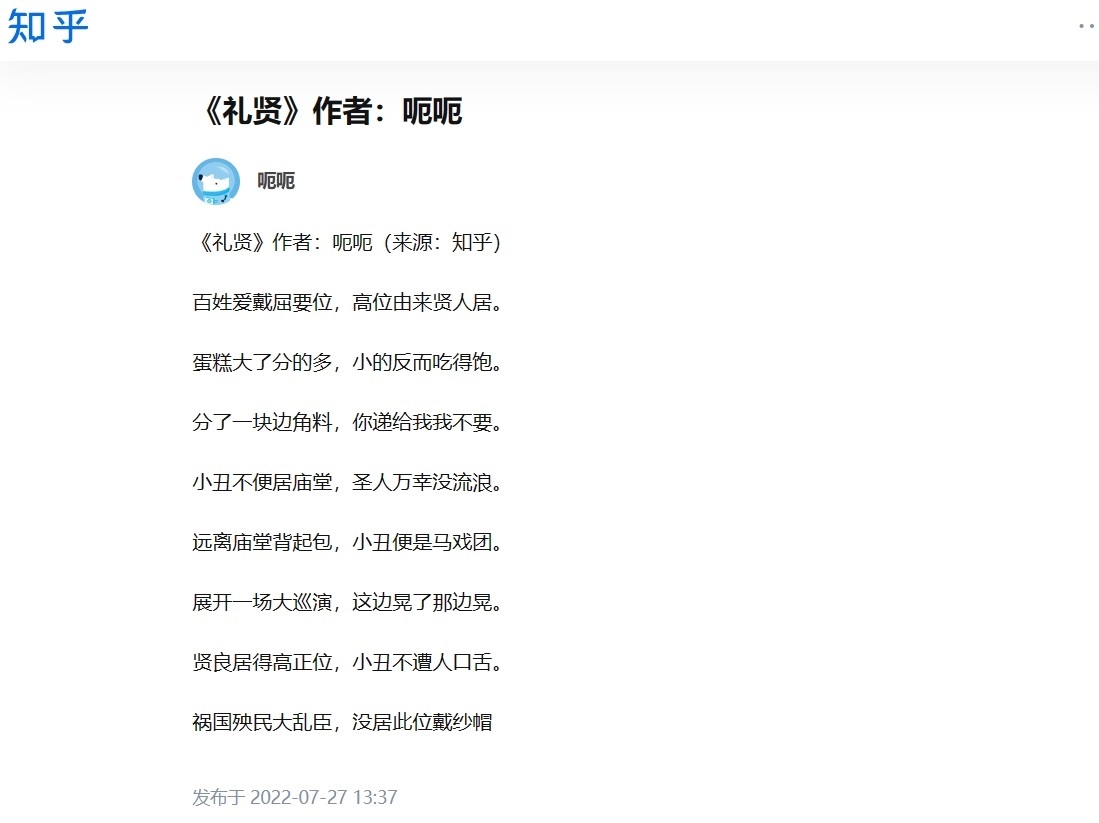 知乎
《礼贤》作者：呃呃
呃呃
《礼贤》作者：呃呃（来源：知乎）
百姓爱戴屈要位，高位由来贤人居。
蛋糕大了分的多，小的反而吃得饱。
分了一块边角料，你递给我我不要。
小丑不便居庙堂，圣人万幸没流浪。
远离庙堂背起包，小丑便是马戏团。
展开一场大巡演，这边晃了那边晃。
贤良居得高正位，小丑不遭人口舌。
祸国殃民大乱臣，没居此位戴纱帽
发布于 2022-07-27 13:37